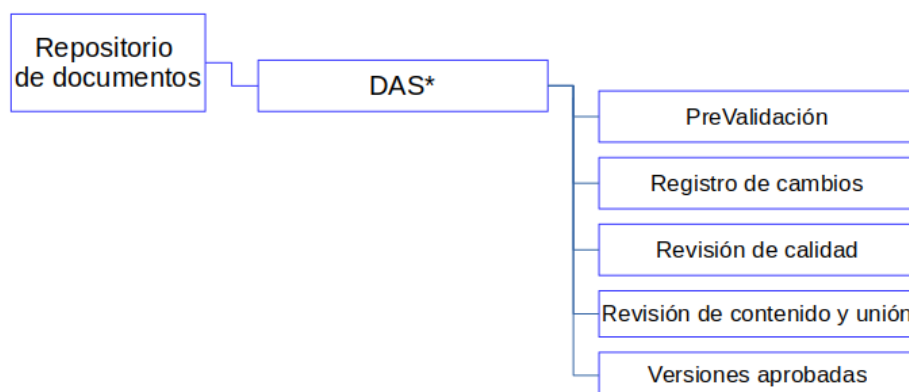 Repositorio
de documentos
DAS*
PreValidación
Registro de cambios
Revisión de calidad
Revisión de contenido y unión
Versiones aprobadas